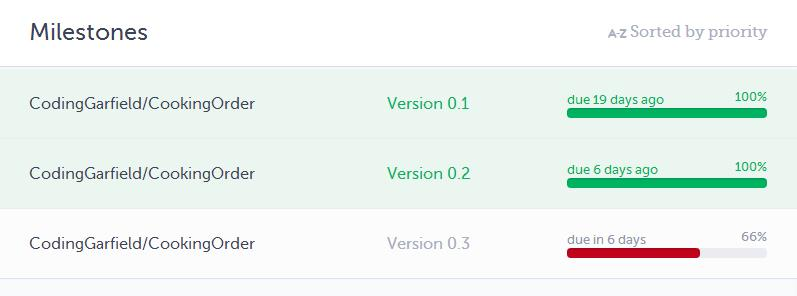 Milestones
A-Z Sorted by priority
CodingGarfield/CookingOrder Version 0.1 due 19 days ago 100%
CodingGarfield/CookingOrder Version 0.2 due 6 days ago 100%
CodingGarfield/CookingOrder Version 0.3 due in 6 days 66%